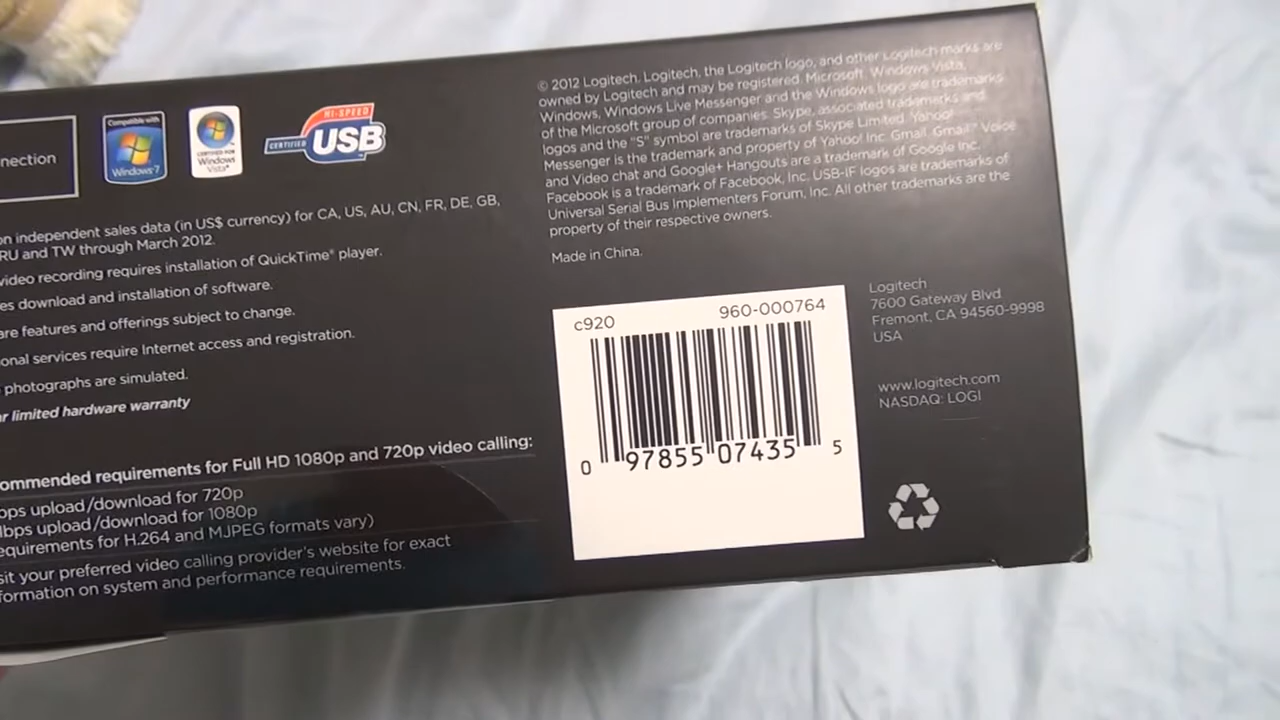 nnection
Compatible with
Windows 7
CERTIFIED FOR
Windows
Vista®
HI-SPEED
CERTIFIED
USB
on independent sales data (in US$ currency) for CA, US, AU, CN, FR, DE, GB,
RU and TW through March 2012.
video recording requires installation of QuickTime® player.
es download and installation of software.
are features and offerings subject to change.
onal services require Internet access and registration.
photographs are simulated.
r limited hardware warranty
ommended requirements for Full HD 1080p and 720p video calling:
bps upload/download for 720p
bps upload/download for 1080p
equirements for H.264 and MJPEG formats vary)
sit your preferred video calling provider's website for exact
formation on system and performance requirements.
© 2012 Logitech. Logitech, the Logitech logo, and other Logitech marks are
owned by Logitech and may be registered. Microsoft, Windows Vista,
Windows, Windows Live Messenger and the Windows logo are trademarks
of the Microsoft group of companies. Skype, associated trademarks and
logos and the "S" symbol are trademarks of Skype Limited. Yahoo!
Messenger is the trademark and property of Yahoo! Inc. Gmail, Gmail™ Voice
and Video chat and Google+ Hangouts are a trademark of Google Inc.
Facebook is a trademark of Facebook, Inc. USB-IF logos are trademarks of
Universal Serial Bus Implementers Forum, Inc. All other trademarks are the
property of their respective owners.
Made in China.
c920 960-000764
0 97855 07435 5
Logitech
7600 Gateway Blvd.
Fremont, CA 94560-9998
USA
www.logitech.com
NASDAQ: LOGI